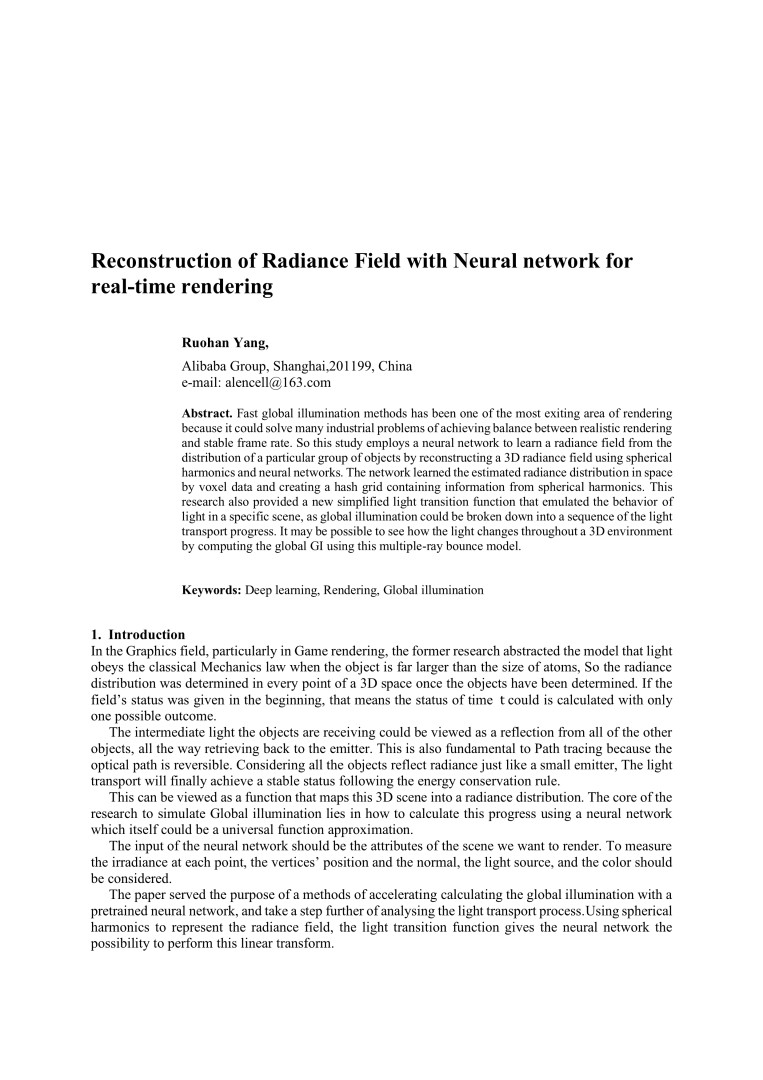 Reconstruction of Radiance Field with Neural network for
real-time rendering
Ruohan Yang,
Alibaba Group, Shanghai,201199, China
e-mail: alencell@163.com
Abstract. Fast global illumination methods has been one of the most exiting area of rendering
because it could solve many industrial problems of achieving balance between realistic rendering
and stable frame rate. So this study employs a neural network to learn a radiance field from the
distribution of a particular group of objects by reconstructing a 3D radiance field using spherical
harmonics and neural networks. The network learned the estimated radiance distribution in space
by voxel data and creating a hash grid containing information from spherical harmonics. This
research also provided a new simplified light transition function that emulated the behavior of
light in a specific scene, as global illumination could be broken down into a sequence of the light
transport progress. It may be possible to see how the light changes throughout a 3D environment
by computing the global GI using this multiple-ray bounce model.
Keywords: Deep learning, Rendering, Global illumination
1. Introduction
In the Graphics field, particularly in Game rendering, the former research abstracted the model that light
obeys the classical Mechanics law when the object is far larger than the size of atoms, So the radiance
distribution was determined in every point of a 3D space once the objects have been determined. If the
field's status was given in the beginning, that means the status of time t could is calculated with only
one possible outcome.
The intermediate light the objects are receiving could be viewed as a reflection from all of the other
objects, all the way retrieving back to the emitter. This is also fundamental to Path tracing because the
optical path is reversible. Considering all the objects reflect radiance just like a small emitter, The light
transport will finally achieve a stable status following the energy conservation rule.
This can be viewed as a function that maps this 3D scene into a radiance distribution. The core of the
research to simulate Global illumination lies in how to calculate this progress using a neural network
which itself could be a universal function approximation.
The input of the neural network should be the attributes of the scene we want to render. To measure
the irradiance at each point, the vertices' position and the normal, the light source, and the color should
be considered.
The paper served the purpose of a methods of accelerating calculating the global illumination with a
pretrained neural network, and take a step further of analysing the light transport process.Using spherical
harmonics to represent the radiance field, the light transition function gives the neural network the
possibility to perform this linear transform.